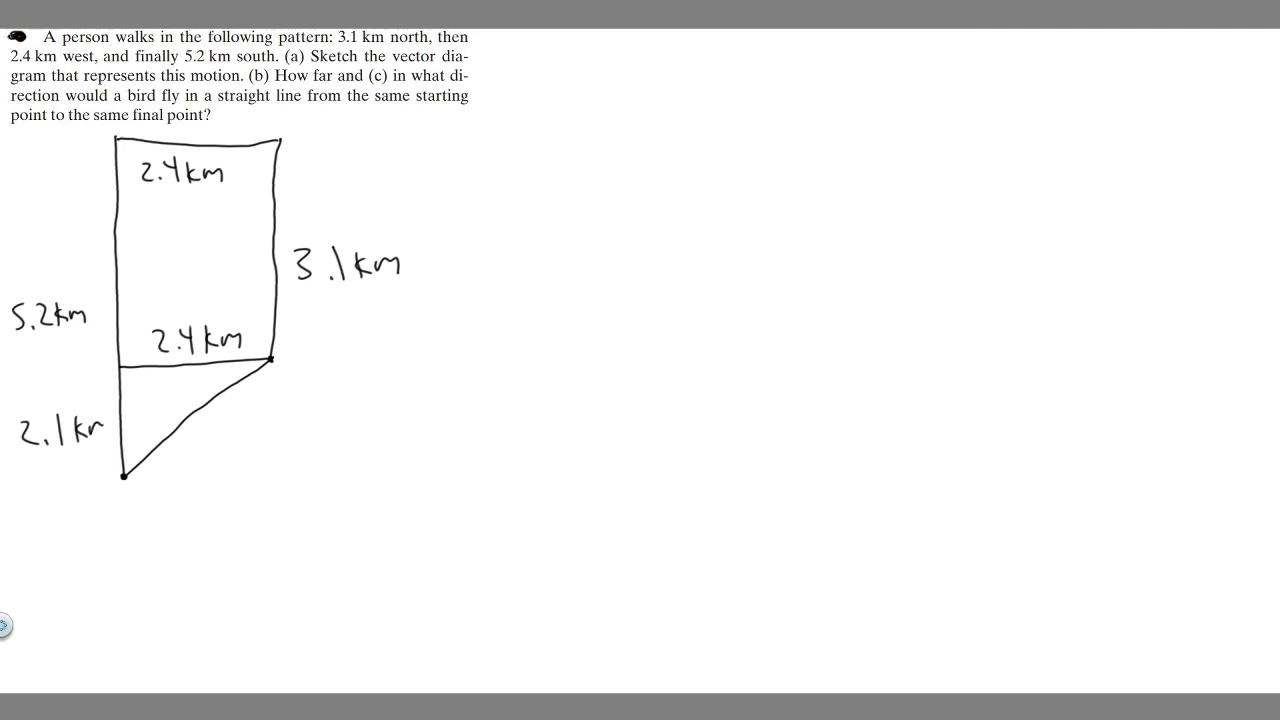 A person walks in the following pattern: 3.1 km north, then
2.4 km west, and finally 5.2 km south. (a) Sketch the vector dia-
gram that represents this motion. (b) How far and (c) in what di-
rection would a bird fly in a straight line from the same starting
point to the same final point?
2.4km
3.1km
5.2km
2.4km
2.1km